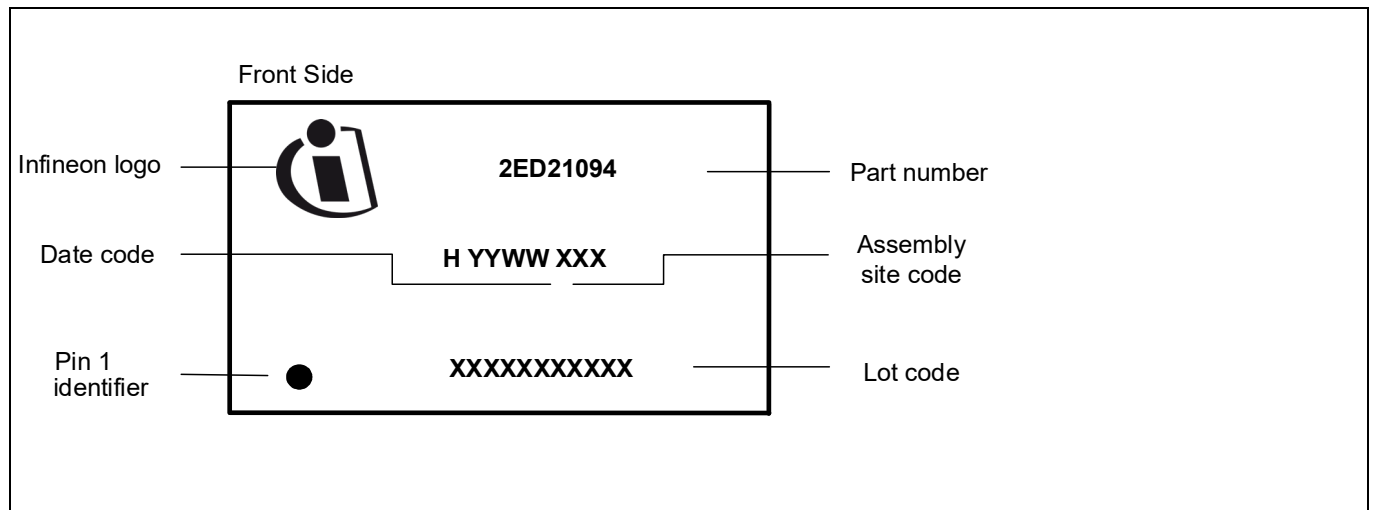 Front Side
Infineon logo
2ED21094
Part number
Date code
H YYWW XXX
Assembly
site code
Pin 1
identifier
XXXXXXXXXXX
Lot code